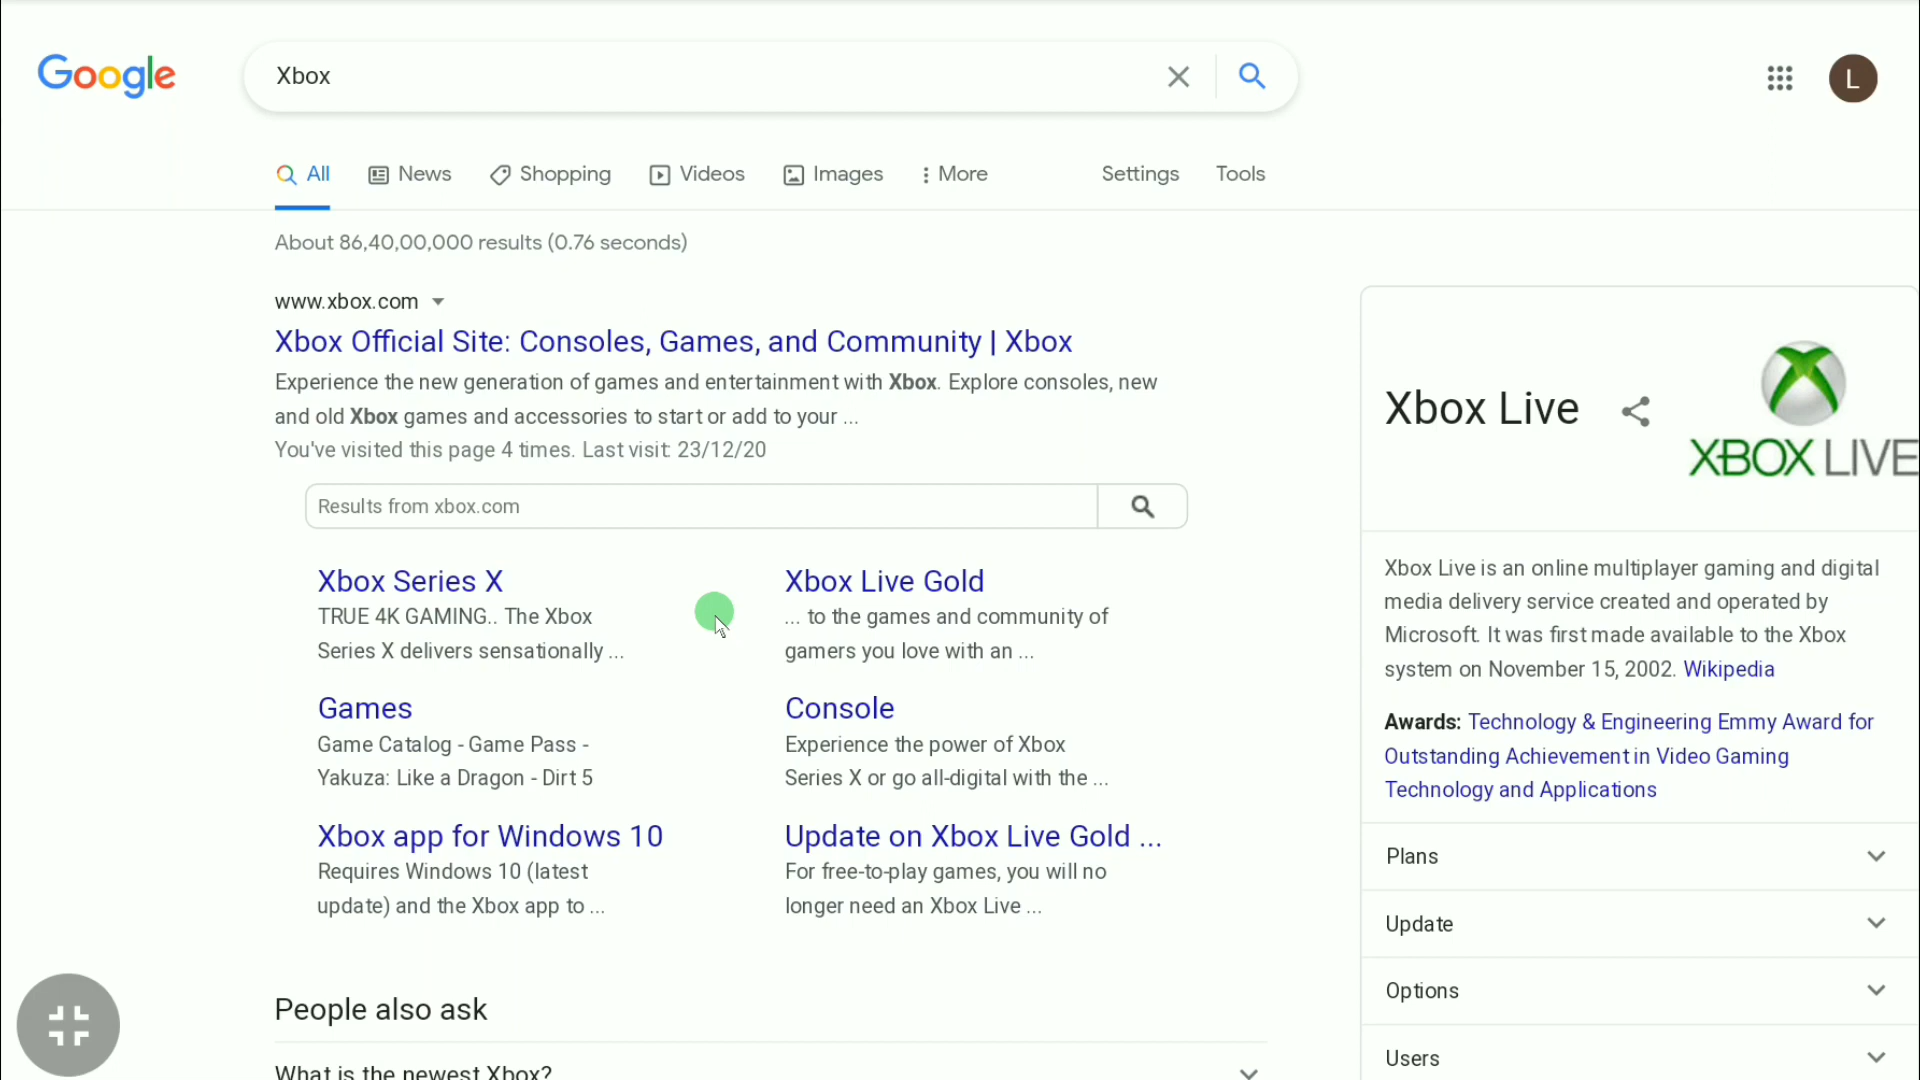 Google
Xbox
L
All
News
Shopping
Videos
Images
More
Settings
Tools
About 86,40,00,000 results (0.76 seconds)
www.xbox.com
Xbox Official Site: Consoles, Games, and Community | Xbox
Experience the new generation of games and entertainment with Xbox. Explore consoles, new
and old Xbox games and accessories to start or add to your ...
You've visited this page 4 times. Last visit: 23/12/20
Results from xbox.com
Xbox Series X
TRUE 4K GAMING.. The Xbox
Series X delivers sensationally ...
Xbox Live Gold
... to the games and community of
gamers you love with an ...
Games
Game Catalog - Game Pass -
Yakuza: Like a Dragon - Dirt 5
Console
Experience the power of Xbox
Series X or go all-digital with the ...
Xbox app for Windows 10
Requires Windows 10 (latest
update) and the Xbox app to ...
Update on Xbox Live Gold ...
For free-to-play games, you will no
longer need an Xbox Live ...
People also ask
What is the newest Xbox?
Xbox Live
XBOX LIVE
Xbox Live is an online multiplayer gaming and digital
media delivery service created and operated by
Microsoft. It was first made available to the Xbox
system on November 15, 2002. Wikipedia
Awards: Technology & Engineering Emmy Award for
Outstanding Achievement in Video Gaming
Technology and Applications
Plans
Update
Options
Users